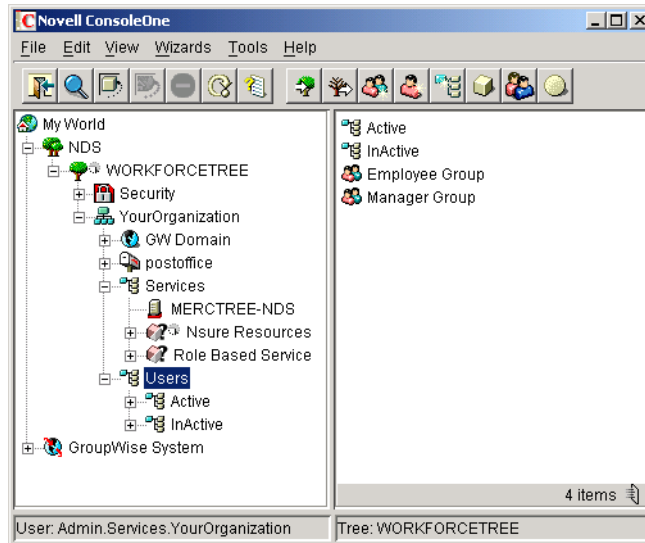 Novell ConsoleOne
File Edit View Wizards Tools Help
My World
NDS
WORKFORCETREE
Security
YourOrganization
GW Domain
postoffice
Services
MERCTREE-NDS
Nsure Resources
Role Based Service
Users
Active
InActive
GroupWise System
Active
InActive
Employee Group
Manager Group
4 items
User: Admin.Services.YourOrganization
Tree: WORKFORCETREE